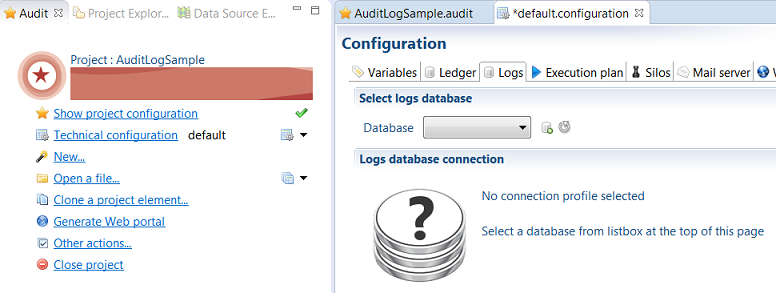 Audit
Project Explor...
Data Source E...
Project : AuditLogSample
Show project configuration
Technical configuration default
New...
Open a file...
Clone a project element...
Generate Web portal
Other actions...
Close project
AuditLogSample.audit
*default.configuration
Configuration
Variables Ledger Logs Execution plan Silos Mail server
Select logs database
Database
Logs database connection
?
No connection profile selected
Select a database from listbox at the top of this page